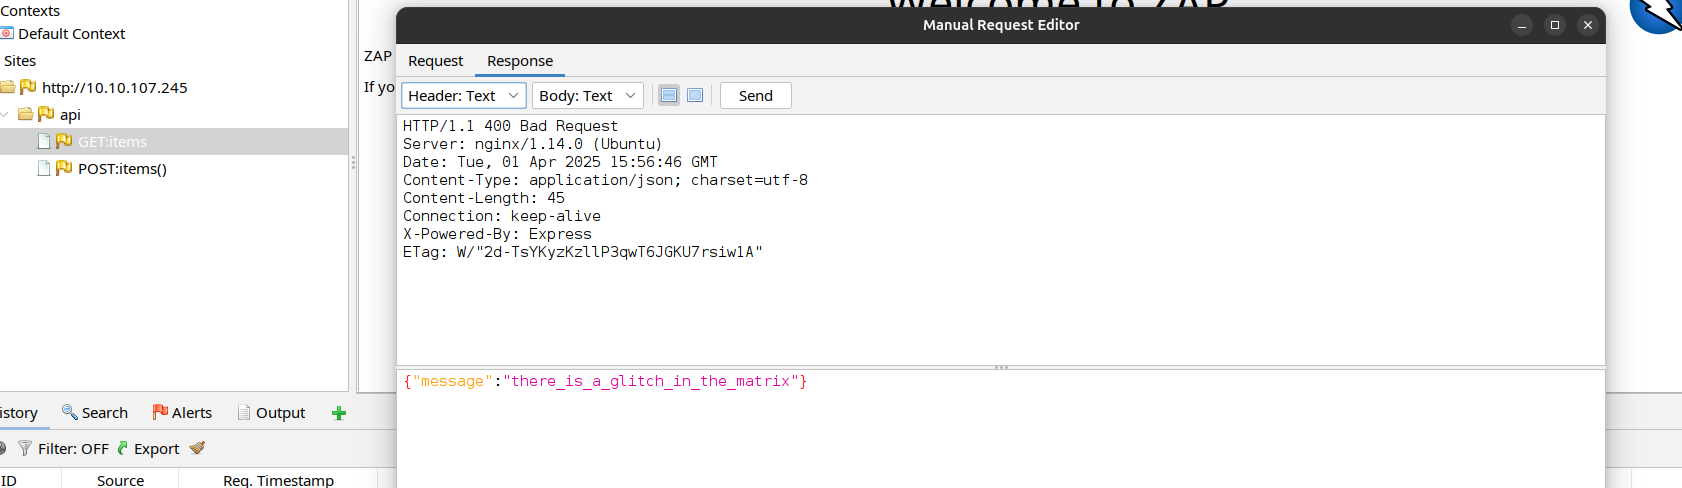 Contexts
Default Context
Sites
http://10.10.107.245
api
GET:items
POST:items()
Welcome to ZAP
ZAP
If yo
Manual Request Editor
Request Response
Header: Text Body: Text Send
HTTP/1.1 400 Bad Request
Server: nginx/1.14.0 (Ubuntu)
Date: Tue, 01 Apr 2025 15:56:46 GMT
Content-Type: application/json; charset=utf-8
Content-Length: 45
Connection: keep-alive
X-Powered-By: Express
ETag: W/"2d-TsYKyzKzllP3qwT6JGKU7rsiw1A"
{"message":"there_is_a_glitch_in_the_matrix"}
istory Search Alerts Output
Filter: OFF Export
ID Source Req. Timestamp